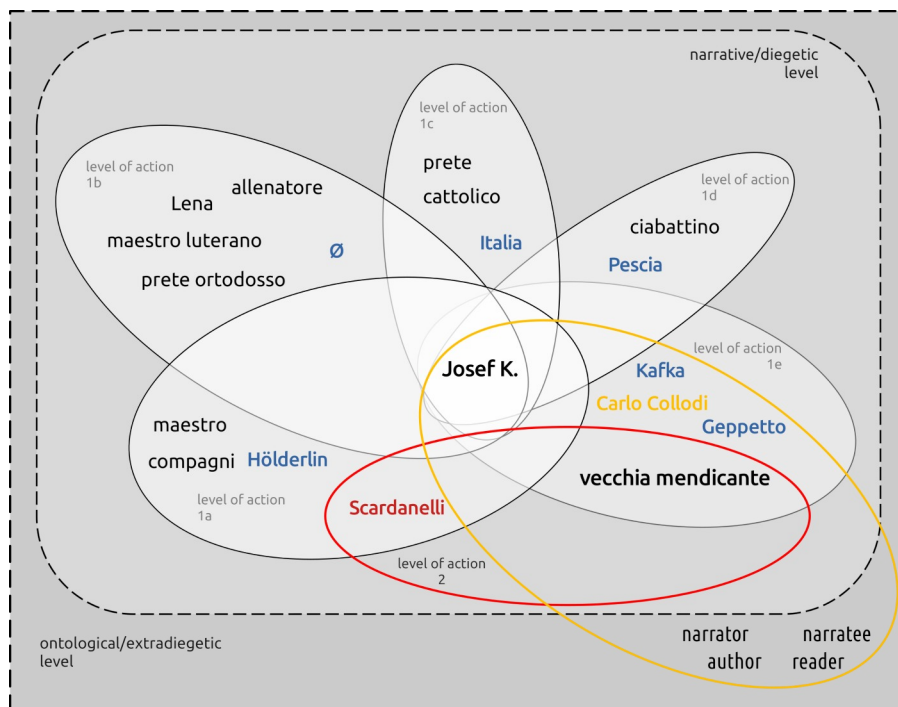 narrative/diegetic
level
level of action
1c
level of action
1b
prete
cattolico
level of action
1d
allenatore
Lena
maestro luterano
Ø
prete ortodosso
Italia
ciabattino
Pescia
Josef K.
level of action
1e
Kafka
Carlo Collodi
Geppetto
maestro
compagni Hölderlin
level of action
1a
Scardanelli
vecchia mendicante
level of action
2
ontological/extradiegetic
level
narrator narratee
author reader